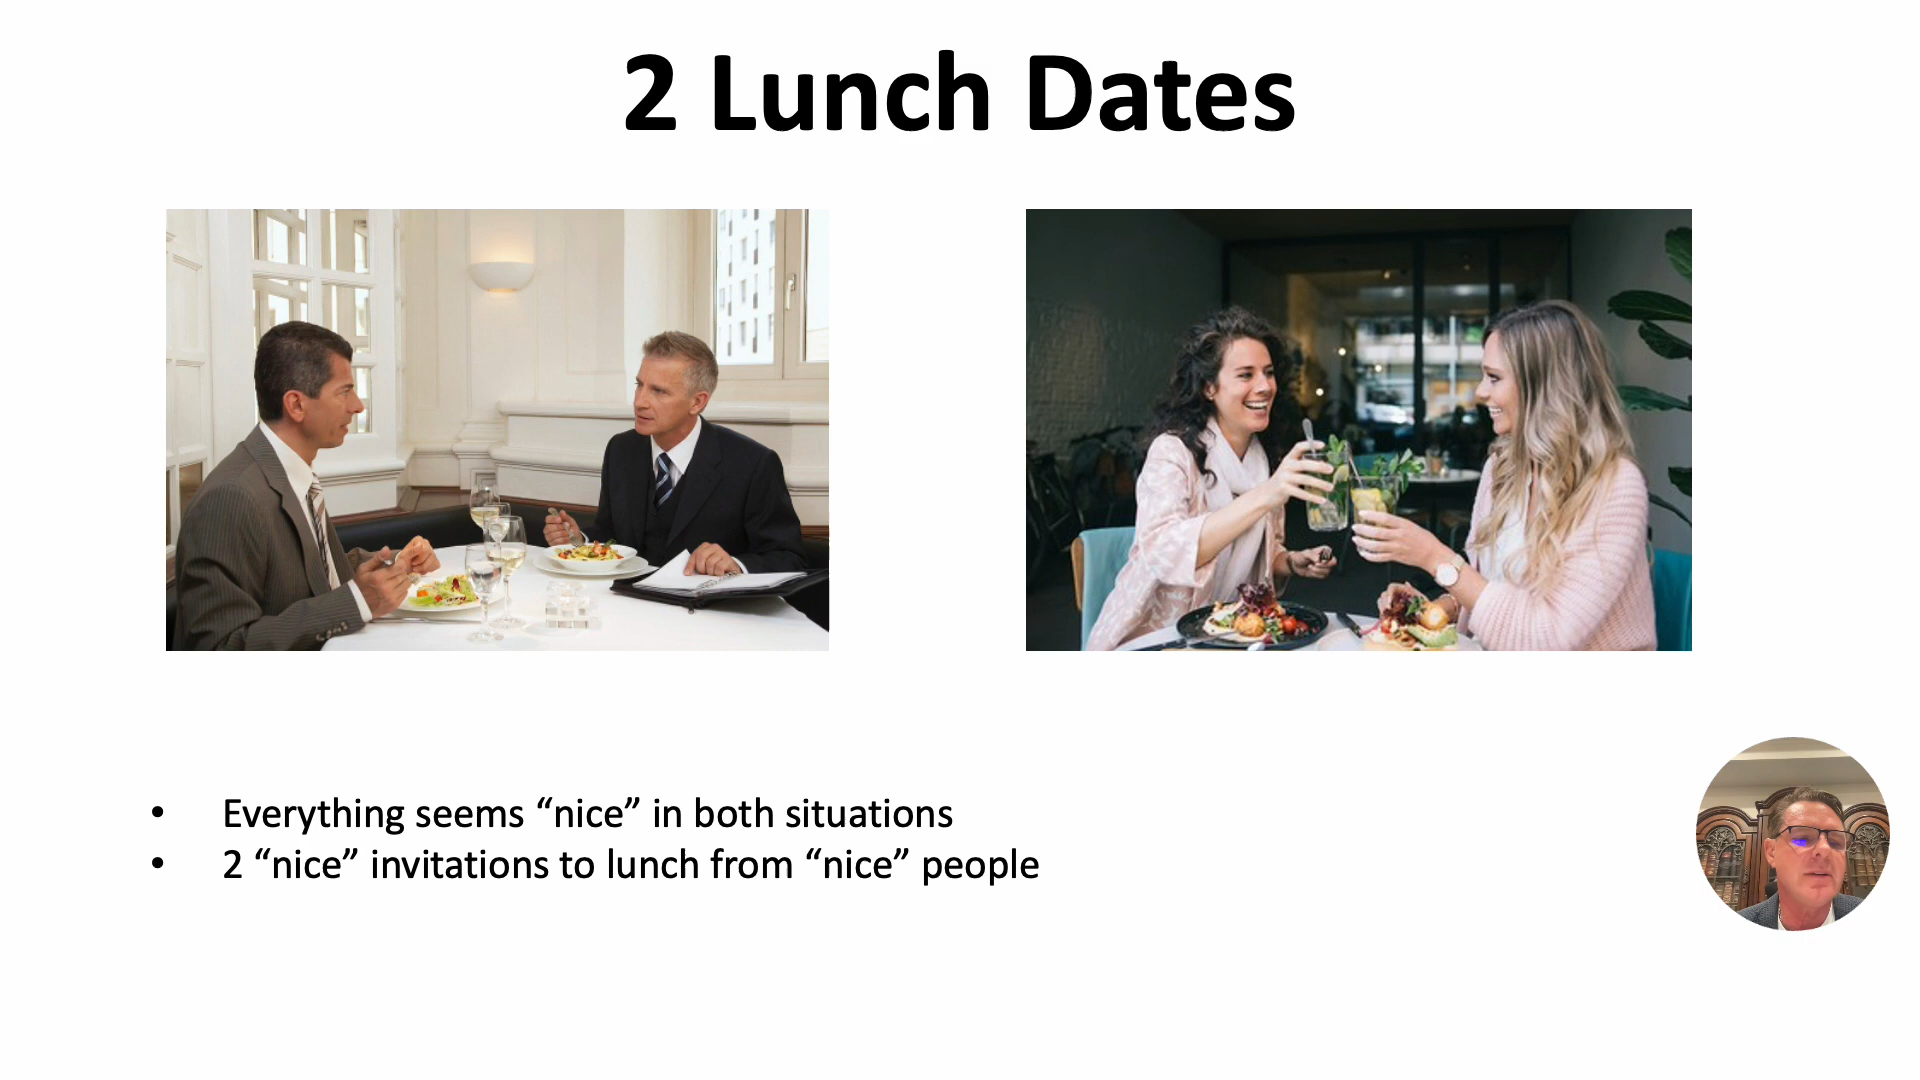 2 Lunch Dates
• Everything seems “nice” in both situations
• 2 “nice” invitations to lunch from “nice” people